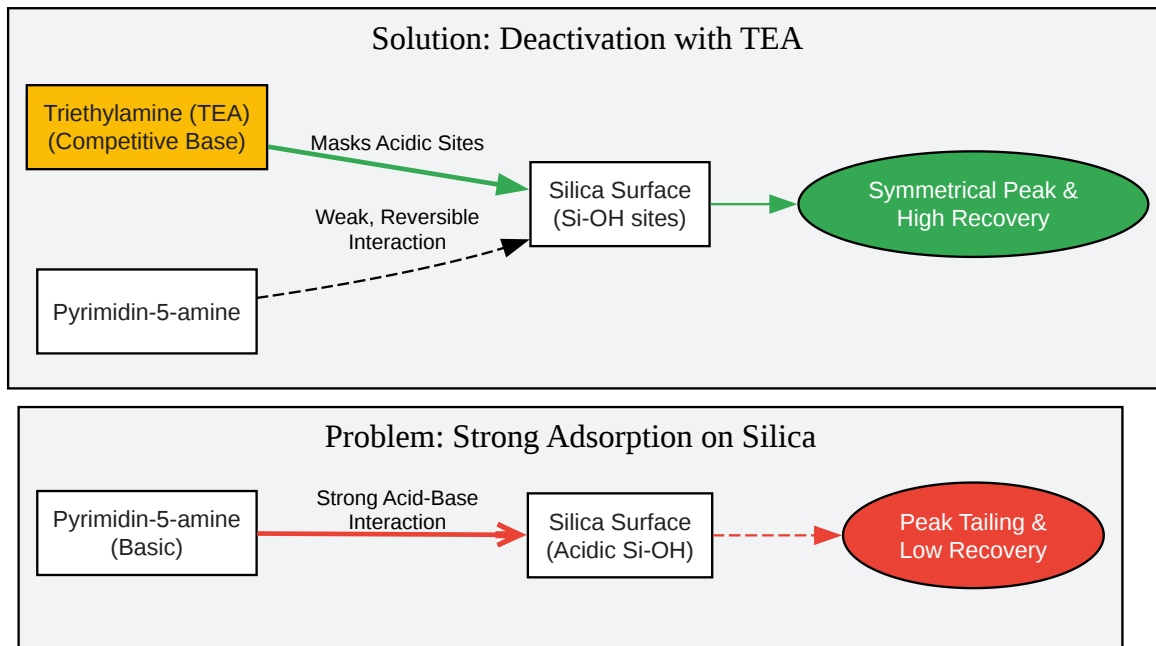 Solution: Deactivation with TEA
Triethylamine (TEA)
(Competitive Base)
Masks Acidic Sites
Silica Surface
(Si-OH sites)
Symmetrical Peak &
High Recovery
Weak, Reversible
Interaction
Pyrimidin-5-amine
Problem: Strong Adsorption on Silica
Pyrimidin-5-amine
(Basic)
Strong Acid-Base
Interaction
Silica Surface
(Acidic Si-OH)
Peak Tailing &
Low Recovery